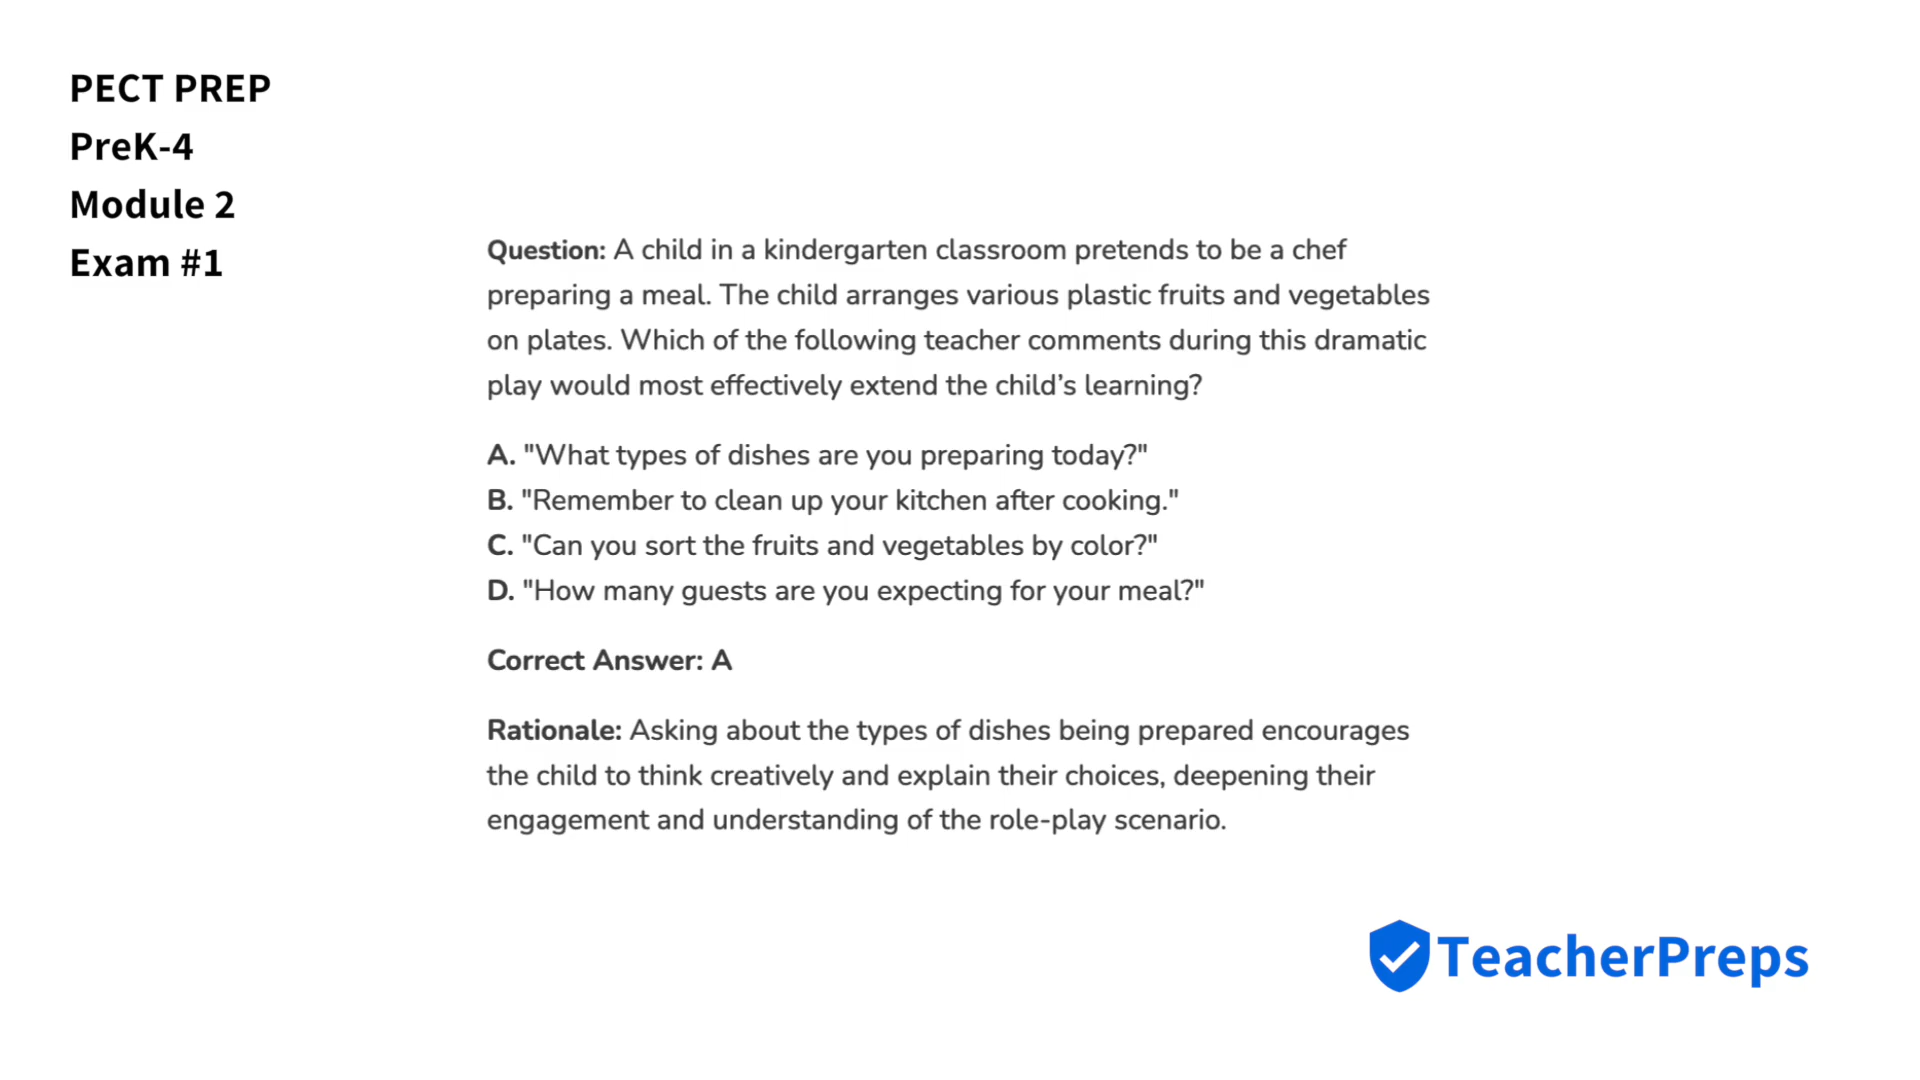 PECT PREP
PreK-4
Module 2
Exam #1
Question: A child in a kindergarten classroom pretends to be a chef
preparing a meal. The child arranges various plastic fruits and vegetables
on plates. Which of the following teacher comments during this dramatic
play would most effectively extend the child’s learning?
A. "What types of dishes are you preparing today?"
B. "Remember to clean up your kitchen after cooking."
C. "Can you sort the fruits and vegetables by color?"
D. "How many guests are you expecting for your meal?"
Correct Answer: A
Rationale: Asking about the types of dishes being prepared encourages
the child to think creatively and explain their choices, deepening their
engagement and understanding of the role-play scenario.
TeacherPreps